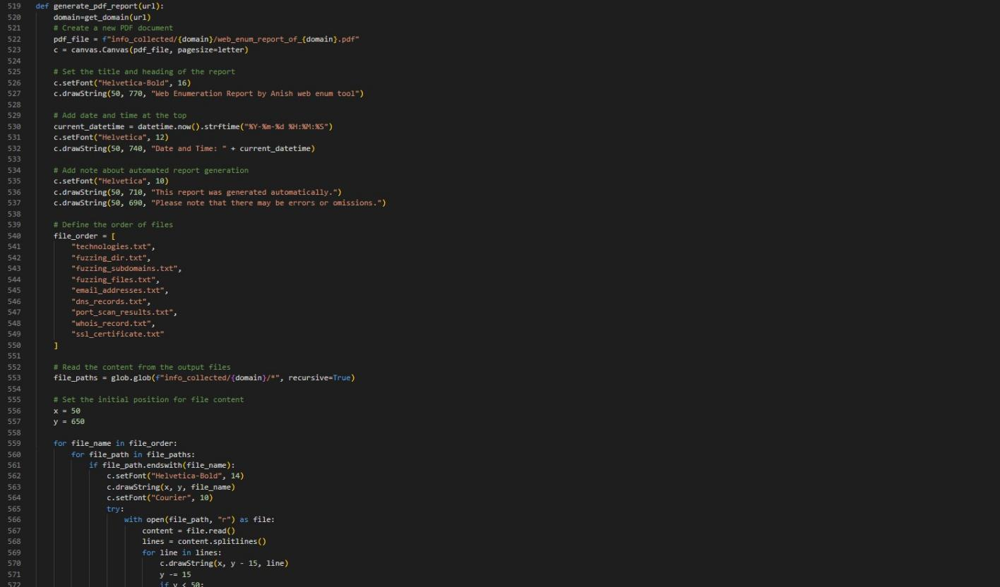 519 def generate_pdf_report(url):
520     domain=get_domain(url)
521     # Create a new PDF document
522     pdf_file = f"info_collected/{domain}/web_enum_report_of_{domain}.pdf"
523     c = canvas.Canvas(pdf_file, pagesize=letter)
524
525     # Set the title and heading of the report
526     c.setFont("Helvetica-Bold", 16)
527     c.drawString(50, 770, "Web Enumeration Report by Anish web enum tool")
528
529     # Add date and time at the top
530     current_datetime = datetime.now().strftime("%Y-%m-%d %H:%M:%S")
531     c.setFont("Helvetica", 12)
532     c.drawString(50, 740, "Date and Time: " + current_datetime)
533
534     # Add note about automated report generation
535     c.setFont("Helvetica", 10)
536     c.drawString(50, 710, "This report was generated automatically.")
537     c.drawString(50, 690, "Please note that there may be errors or omissions.")
538
539     # Define the order of files
540     file_order = [
541         "technologies.txt",
542         "fuzzing_dir.txt",
543         "fuzzing_subdomains.txt",
544         "fuzzing_files.txt",
545         "email_addresses.txt",
546         "dns_records.txt",
547         "port_scan_results.txt",
548         "whois_record.txt",
549         "ssl_certificate.txt"
550     ]
551
552     # Read the content from the output files
553     file_paths = glob.glob(f"info_collected/{domain}/*", recursive=True)
554
555     # Set the initial position for file content
556     x = 50
557     y = 650
558
559     for file_name in file_order:
560         for file_path in file_paths:
561             if file_path.endswith(file_name):
562                 c.setFont("Helvetica-Bold", 14)
563                 c.drawString(x, y, file_name)
564                 c.setFont("Courier", 10)
565                 try:
566                     with open(file_path, "r") as file:
567                         content = file.read()
568                         lines = content.splitlines()
569                         for line in lines:
570                             c.drawString(x, y - 15, line)
571                             y -= 15
572                             if y < 50: